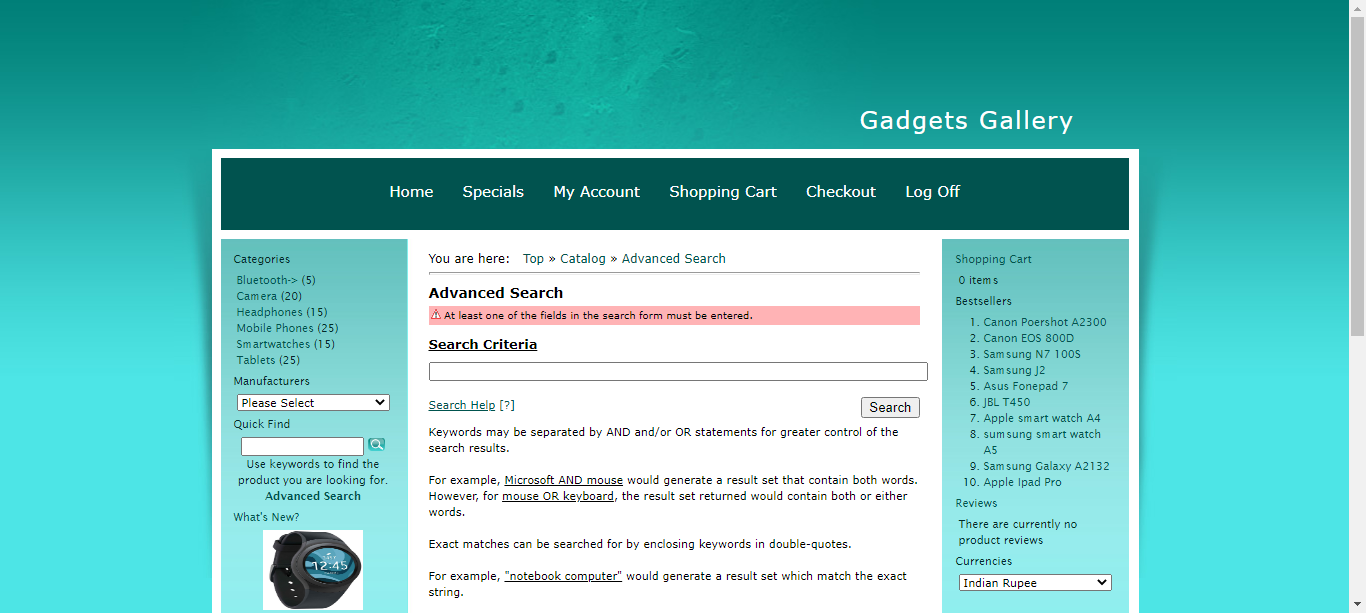 Gadgets Gallery
Home Specials My Account Shopping Cart Checkout Log Off
Categories
Bluetooth-> (5)
Camera (20)
Headphones (15)
Mobile Phones (25)
Smartwatches (15)
Tablets (25)
Manufacturers
Please Select
Quick Find
Use keywords to find the
product you are looking for.
Advanced Search
What's New?
12:45
You are here: Top » Catalog » Advanced Search
Advanced Search
At least one of the fields in the search form must be entered.
Search Criteria
Search Help [?]
Search
Keywords may be separated by AND and/or OR statements for greater control of the
search results.
For example, Microsoft AND mouse would generate a result set that contain both words.
However, for mouse OR keyboard, the result set returned would contain both or either
words.
Exact matches can be searched for by enclosing keywords in double-quotes.
For example, "notebook computer" would generate a result set which match the exact
string.
Shopping Cart
0 items
Bestsellers
1. Canon Poershot A2300
2. Canon EOS 800D
3. Samsung N7 100S
4. Samsung J2
5. Asus Fonepad 7
6. JBL T450
7. Apple smart watch A4
8. sumsung smart watch
A5
9. Samsung Galaxy A2132
10. Apple Ipad Pro
Reviews
There are currently no
product reviews
Currencies
Indian Rupee